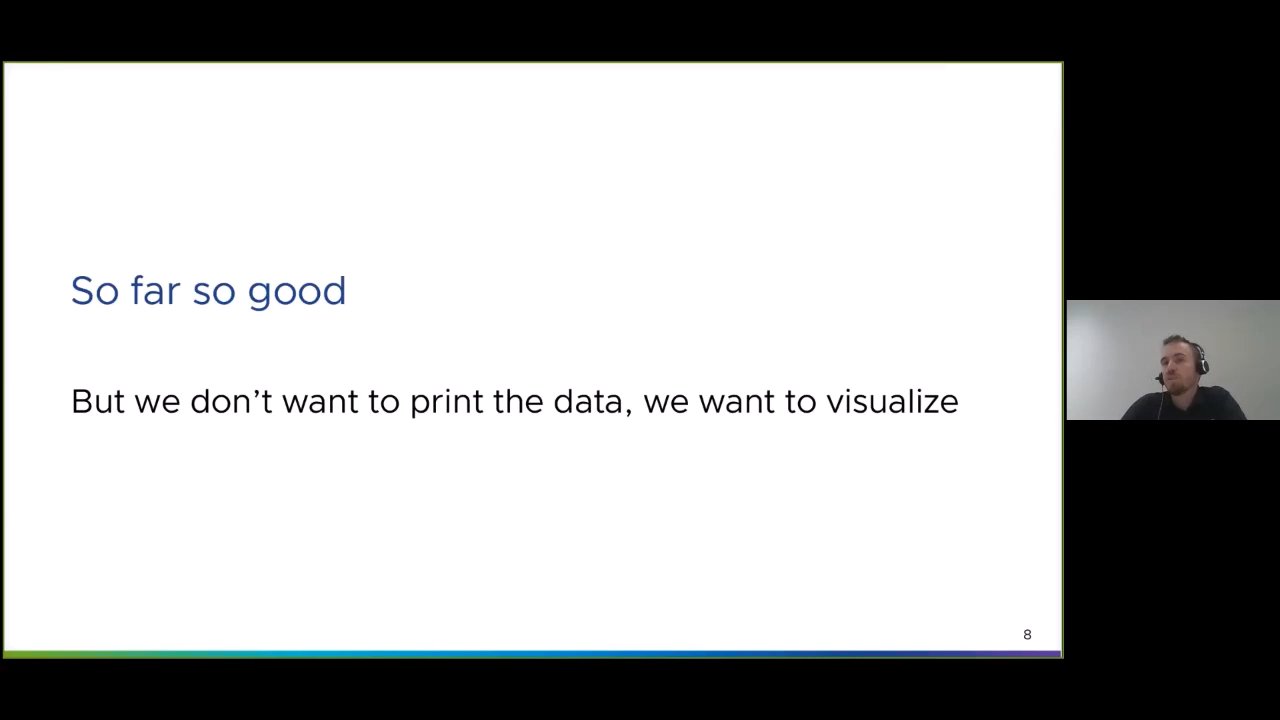 So far so good
But we don’t want to print the data, we want to visualize
8